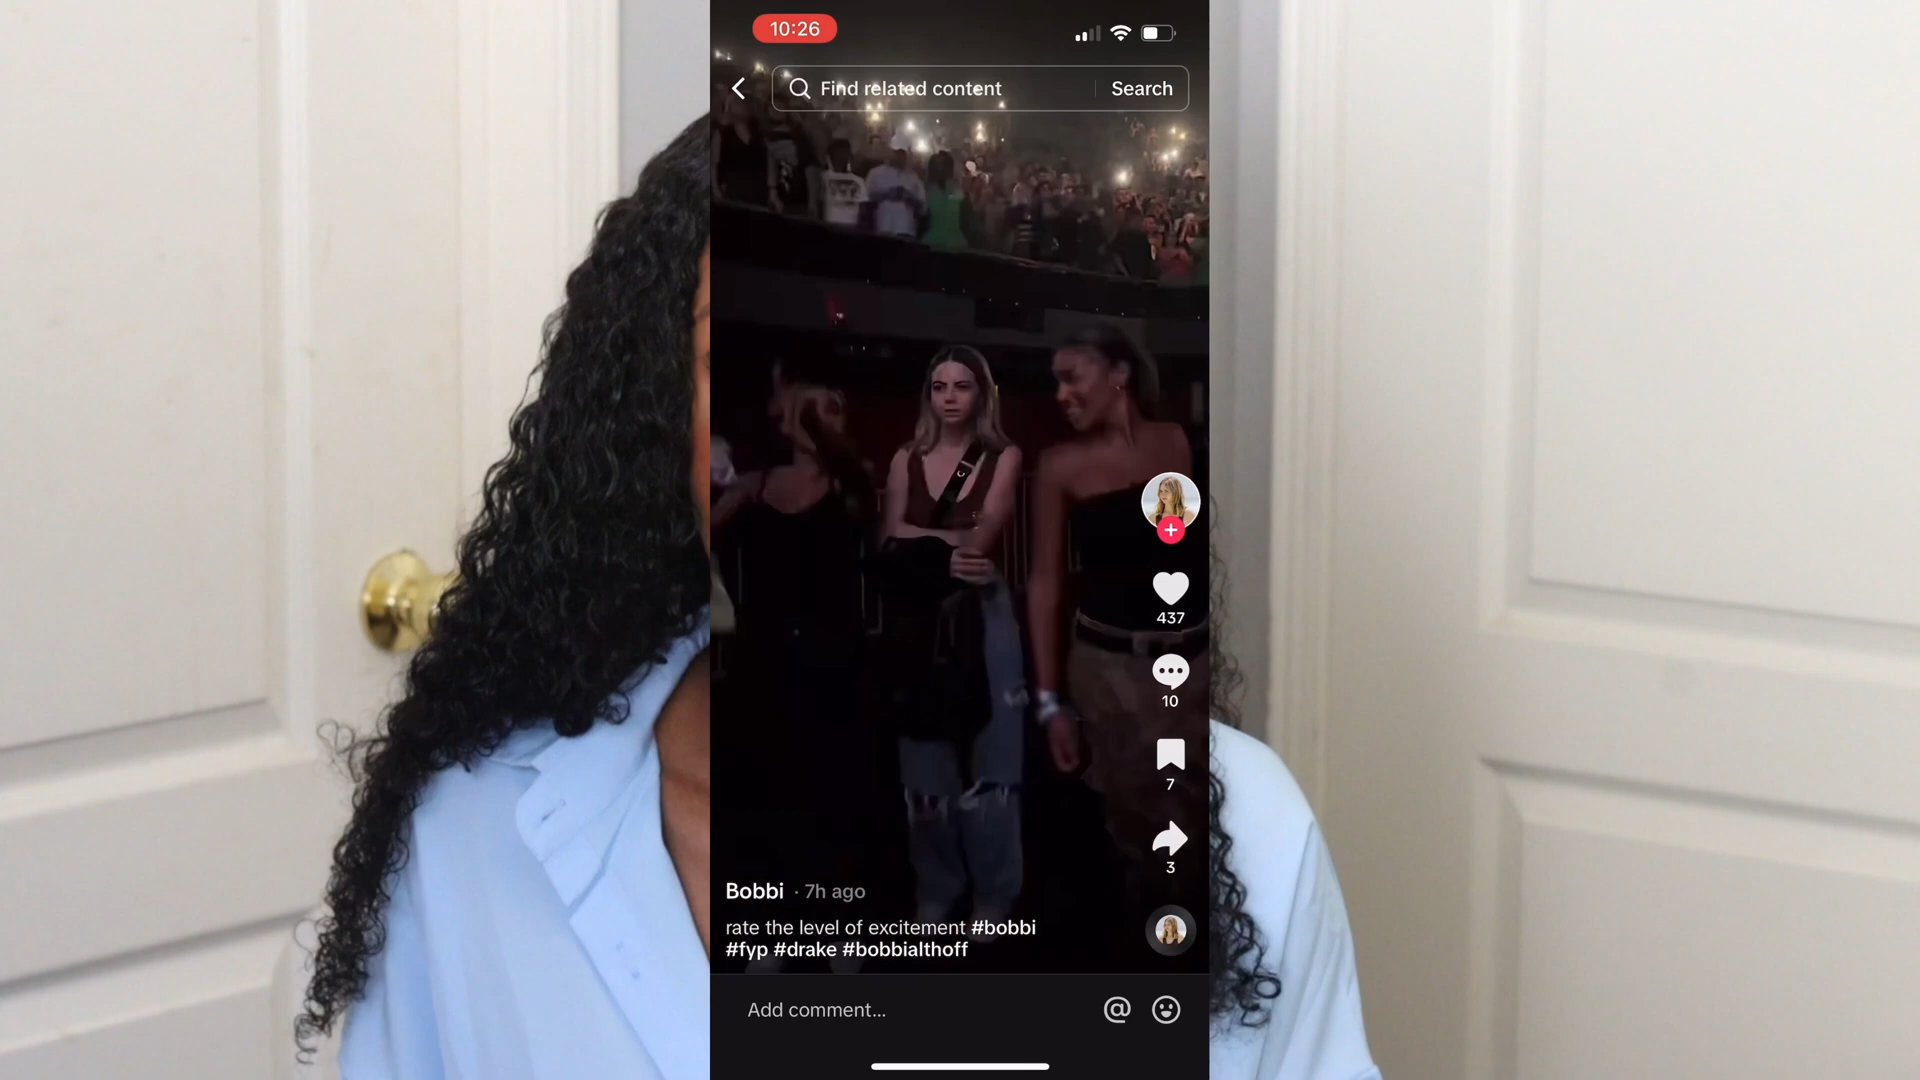 10:26
Find related content
Search
437
10
7
3
Bobbi · 7h ago
rate the level of excitement #bobbi
#fyp #drake #bobbialthoff
Add comment...